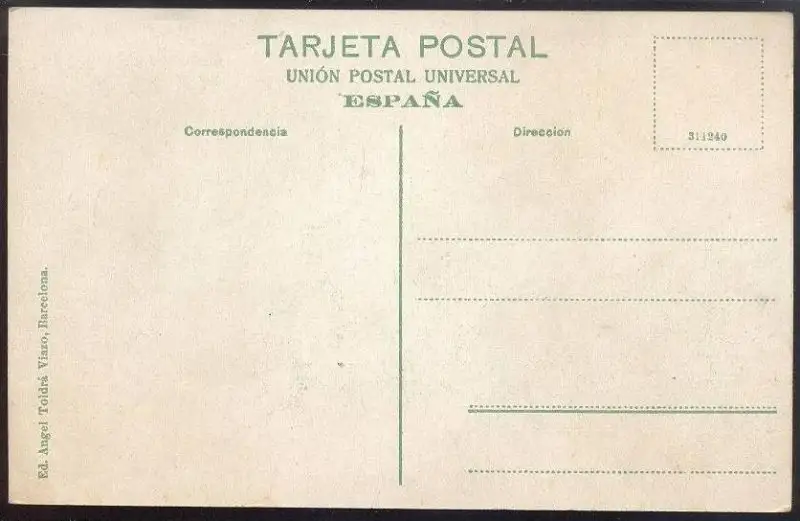 TARJETA POSTAL
UNIÓN POSTAL UNIVERSAL
ESPAÑA
Correspondencia
Direccion
311240
Ed. Angel Toldrá Viazo, Barcelona.